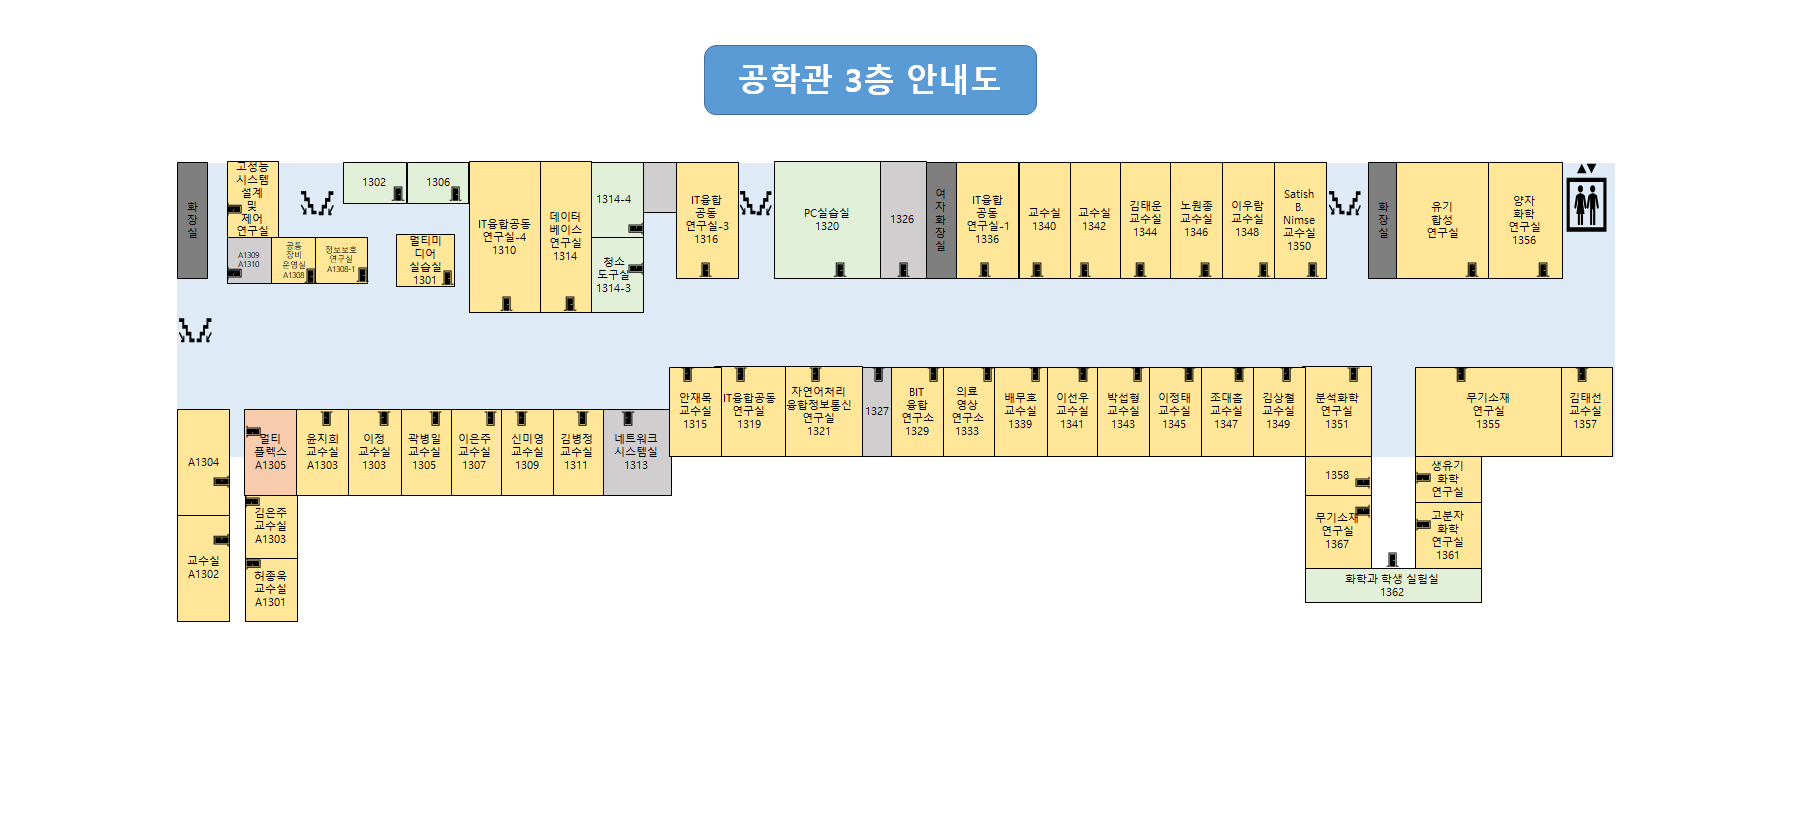 공학관 3층 안내도
화
장
실
고성능
시스템
설계
및
제어
연구실
A1309
A1310
공동
장비
운영실
A1308
정보보호
연구실
A1308-1
1302
1306
멀티미
디어
실습실
1301
IT융합공동
연구실-4
1310
데이터
베이스
연구실
1314
1314-4
청소
도구실
1314-3
IT융합
공동
연구실-3
1316
PC실습실
1320
1326
여
자
화
장
실
IT융합
공동
연구실-1
1336
교수실
1340
교수실
1342
김태운
교수실
1344
노원종
교수실
1346
이우람
교수실
1348
Satish
B.
Nimse
교수실
1350
화
장
실
유기
합성
연구실
양자
화학
연구실
1356
A1304
교수실
A1302
멀티
플렉스
A1305
김은주
교수실
A1303
허종욱
교수실
A1301
윤지희
교수실
A1303
이정
교수실
1303
곽병일
교수실
1305
이은주
교수실
1307
신미영
교수실
1309
김병정
교수실
1311
네트워크
시스템실
1313
안재목
교수실
1315
IT융합공동
연구실
1319
자연어처리
융합정보통신
연구실
1321
1327
BIT
융합
연구소
1329
의료
영상
연구소
1333
배무호
교수실
1339
이선우
교수실
1341
박섭형
교수실
1343
이정태
교수실
1345
조대흠
교수실
1347
김상철
교수실
1349
분석화학
연구실
1351
1358
무기소재
연구실
1367
무기소재
연구실
1355
김태선
교수실
1357
생유기
화학
연구실
고분자
화학
연구실
1361
화학과 학생 실험실
1362